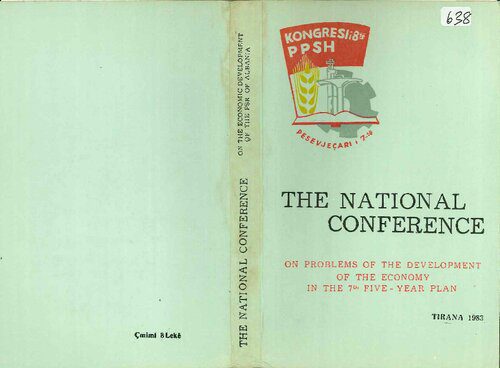 Çmimi 8 Lekë
THE NATIONAL CONFERENCE
ON THE ECONOMIC DEVELOPMENT
OF THE PSR OF ALBANIA
638
KONGRESI i 8të
PPSH
PESËVJEÇARI i 7-të
THE NATIONAL
CONFERENCE
ON PROBLEMS OF THE DEVELOPMENT
OF THE ECONOMY
IN THE 7th FIVE-YEAR PLAN
TIRANA 1983